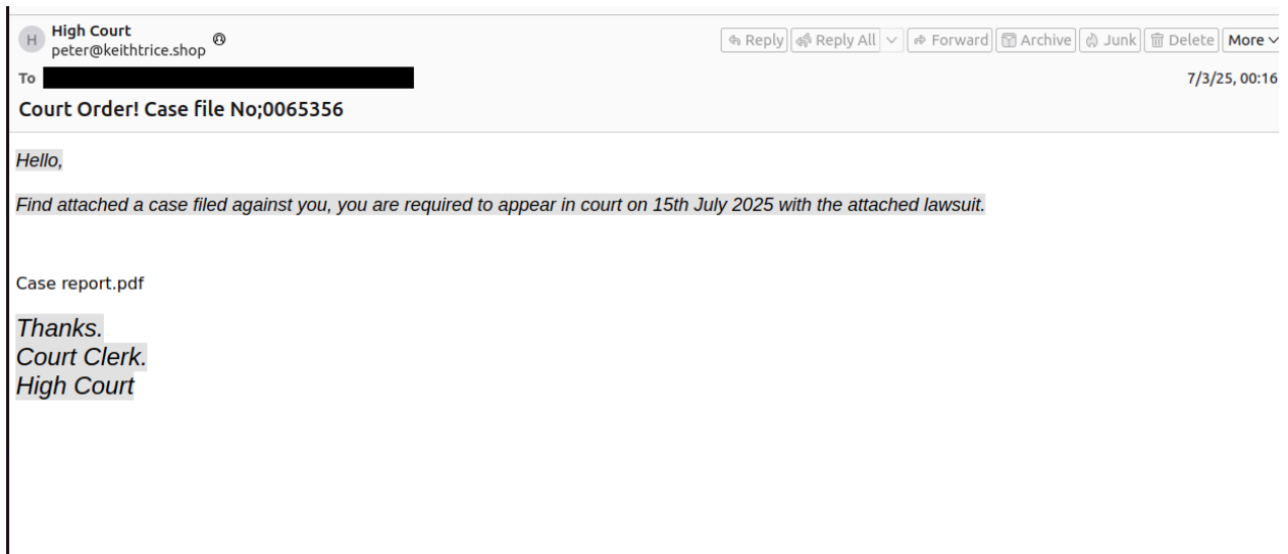 H
High Court
peter@keithtrice.shop
Reply Reply All Forward Archive Junk Delete More
To
7/3/25, 00:16
Court Order! Case file No;0065356
Hello,
Find attached a case filed against you, you are required to appear in court on 15th July 2025 with the attached lawsuit.
Case report.pdf
Thanks.
Court Clerk.
High Court